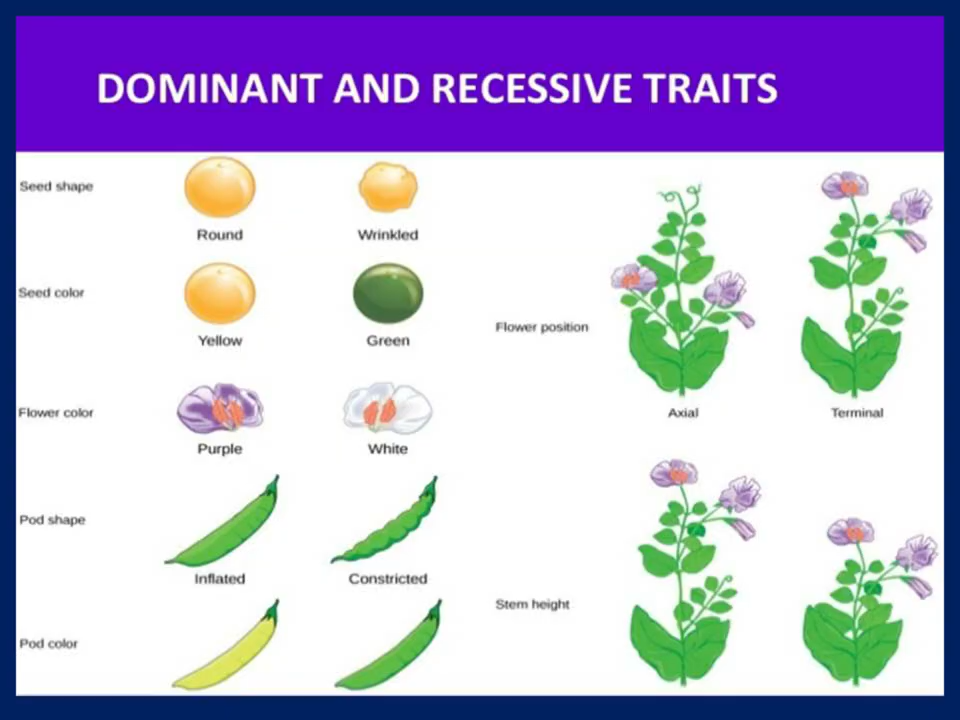 DOMINANT AND RECESSIVE TRAITS
Seed shape
Round
Wrinkled
Seed color
Yellow
Green
Flower color
Purple
White
Pod shape
Inflated
Constricted
Pod color
Flower position
Axial
Terminal
Stem height